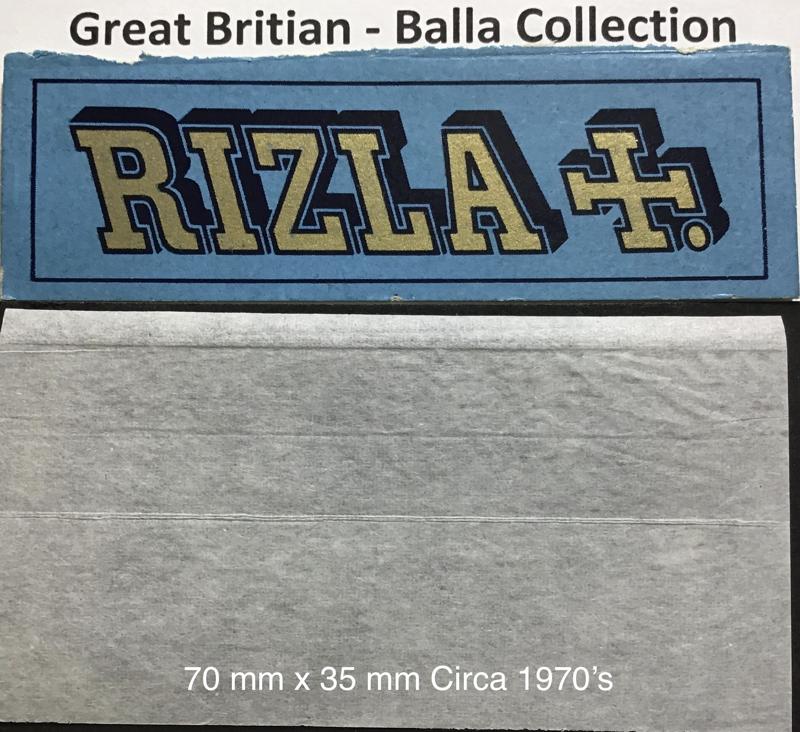 Great Britian - Balla Collection
RIZLA +.
70 mm x 35 mm Circa 1970's